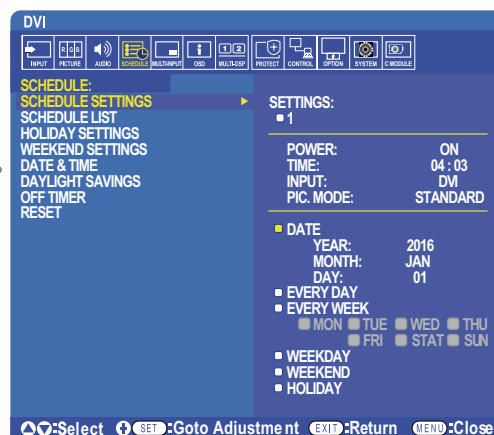 DVI
INPUT RGB PICTURE AUDIO SCHEDULE MULTI-INPUT OSD 1 2 MULTI-DSP PROTECT CONTROL OPTION SYSTEM C MODULE
SCHEDULE:
SCHEDULE SETTINGS
SCHEDULE LIST
HOLIDAY SETTINGS
WEEKEND SETTINGS
DATE & TIME
DAYLIGHT SAVINGS
OFF TIMER
RESET
SETTINGS:
1
POWER: ON
TIME: 04 : 03
INPUT: DVI
PIC. MODE: STANDARD
DATE
YEAR: 2016
MONTH: JAN
DAY: 01
EVERY DAY
EVERY WEEK
MON TUE WED THU
FRI STAT SUN
WEEKDAY
WEEKEND
HOLIDAY
:Select SET :Goto Adjustment EXIT :Return MENU :Close